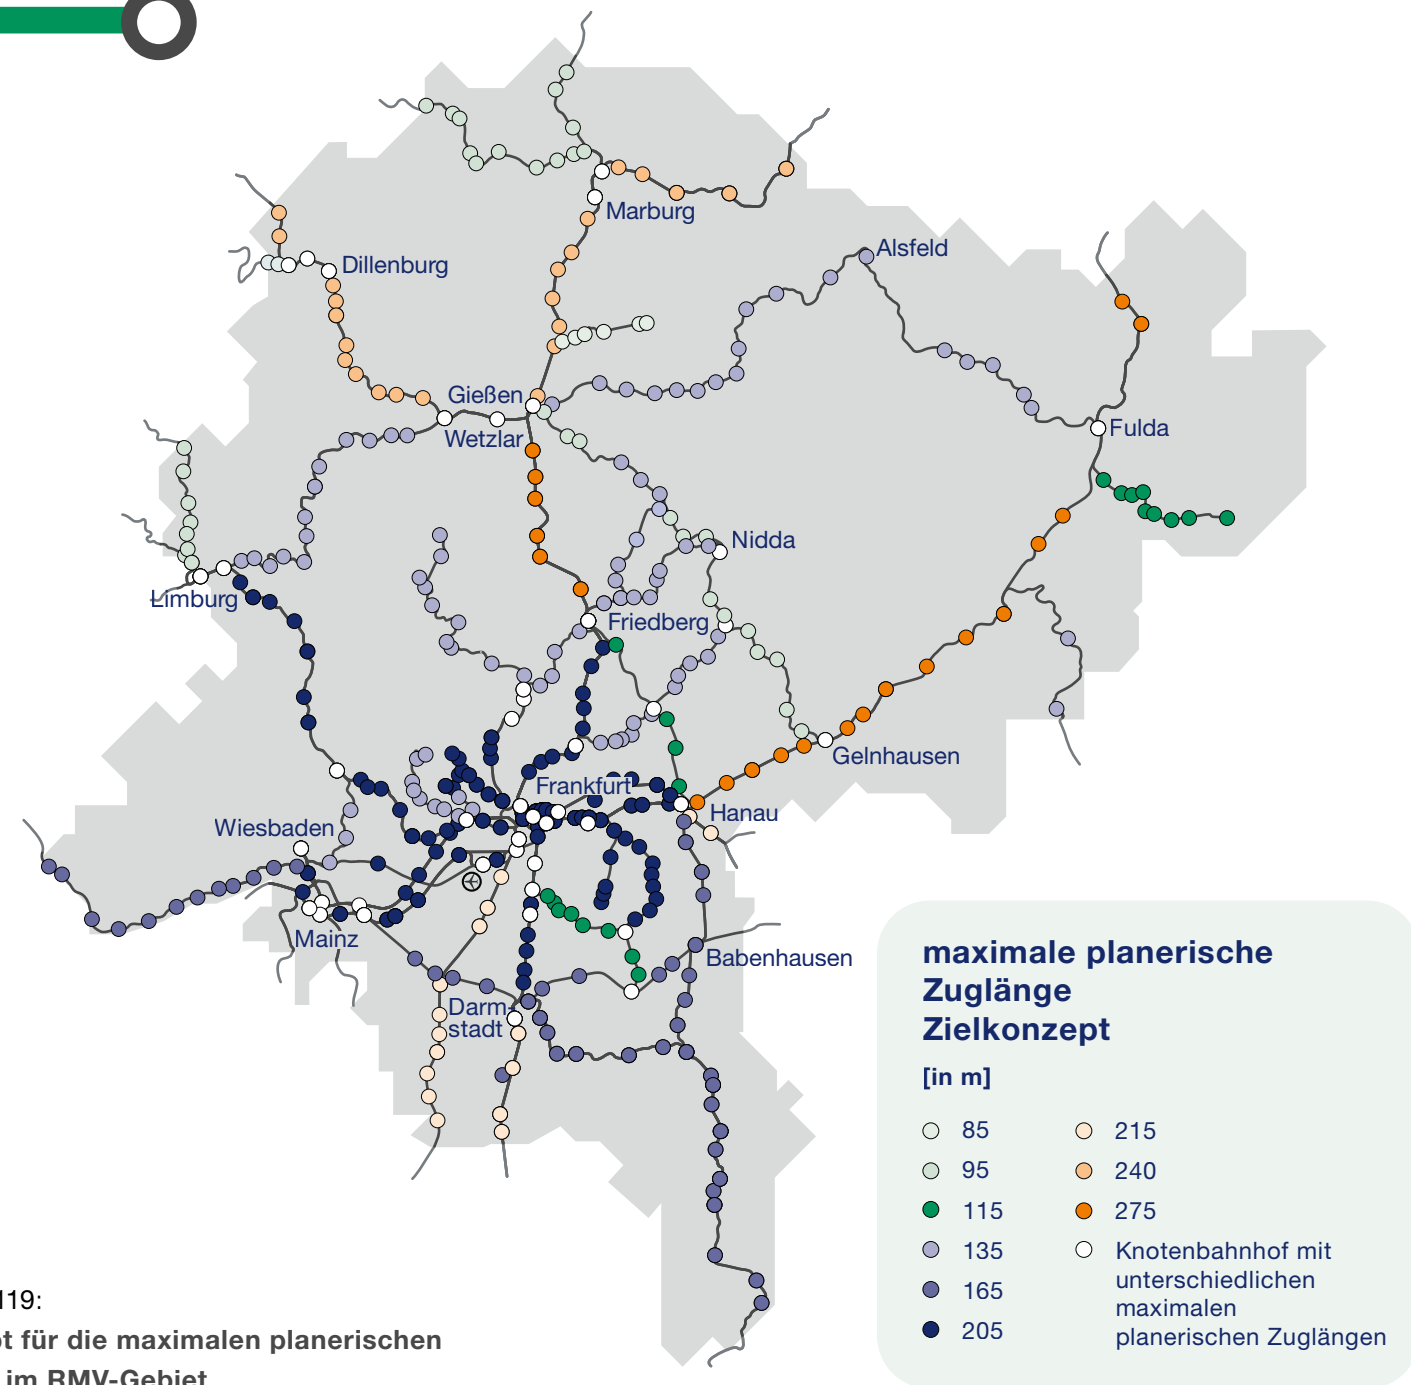 Marburg
Alsfeld
Dillenburg
Gießen
Wetzlar
Fulda
Nidda
Limburg
Friedberg
Gelnhausen
Frankfurt
Hanau
Wiesbaden
Mainz
Babenhausen
Darm-
stadt
maximale planerische
Zuglänge
Zielkonzept
[in m]
85
95
115
135
165
205
215
240
275
Knotenbahnhof mit
unterschiedlichen
maximalen
planerischen Zuglängen
119:
für die maximalen planerischen
im RMV-Gebiet